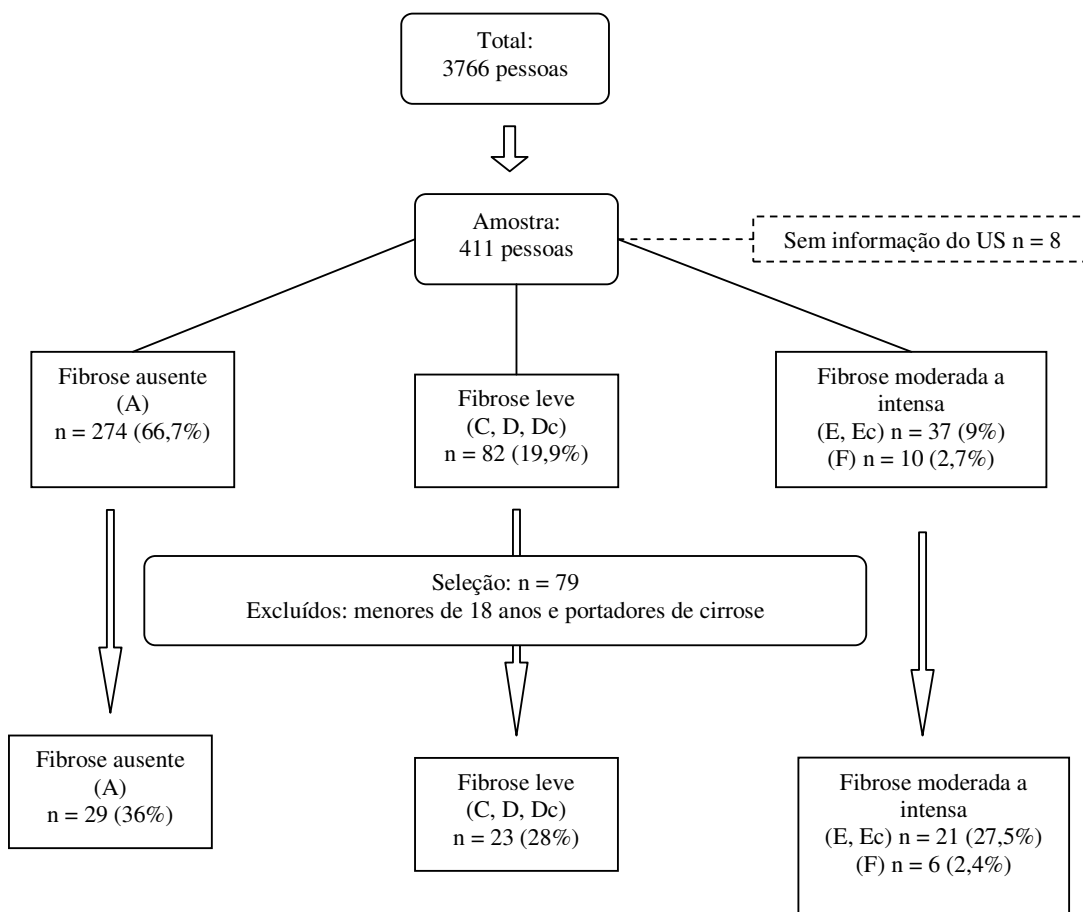 Total:
3766 pessoas
Amostra:
411 pessoas
Sem informação do US n = 8
Fibrose ausente
(A)
n = 274 (66,7%)
Fibrose leve
(C, D, Dc)
n = 82 (19,9%)
Fibrose moderada a
intensa
(E, Ec) n = 37 (9%)
(F) n = 10 (2,7%)
Seleção: n = 79
Excluídos: menores de 18 anos e portadores de cirrose
Fibrose ausente
(A)
n = 29 (36%)
Fibrose leve
(C, D, Dc)
n = 23 (28%)
Fibrose moderada a
intensa
(E, Ec) n = 21 (27,5%)
(F) n = 6 (2,4%)